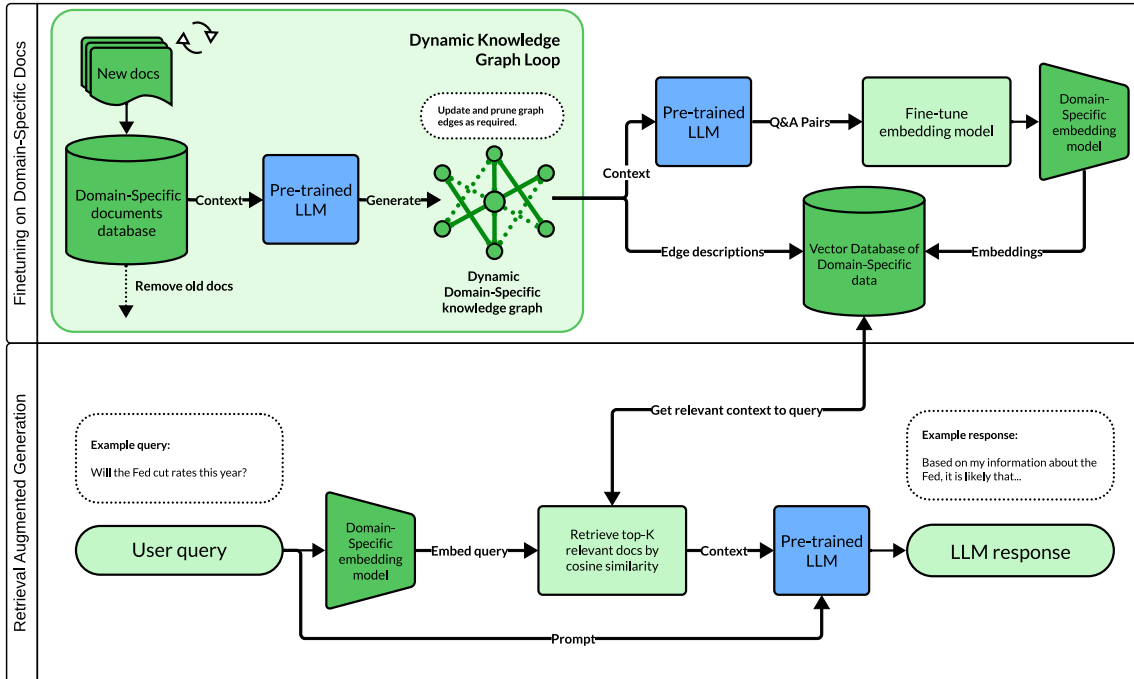 Finetuning on Domain-Specific Docs
Dynamic Knowledge
Graph Loop
New docs
Update and prune graph
edges as required.
Domain-Specific
documents
database
Context
Pre-trained
LLM
Generate
Dynamic
Domain-Specific
knowledge graph
Remove old docs
Context
Pre-trained
LLM
Q&A Pairs
Fine-tune
embedding model
Domain-
Specific
embedding
model
Edge descriptions
Vector Database of
Domain-Specific
data
Embeddings
Retrieval Augmented Generation
Get relevant context to query
Example query:
Will the Fed cut rates this year?
Example response:
Based on my information about the
Fed, it is likely that...
User query
Domain-
Specific
embedding
model
Embed query
Retrieve top-K
relevant docs by
cosine similarity
Context
Pre-trained
LLM
LLM response
Prompt